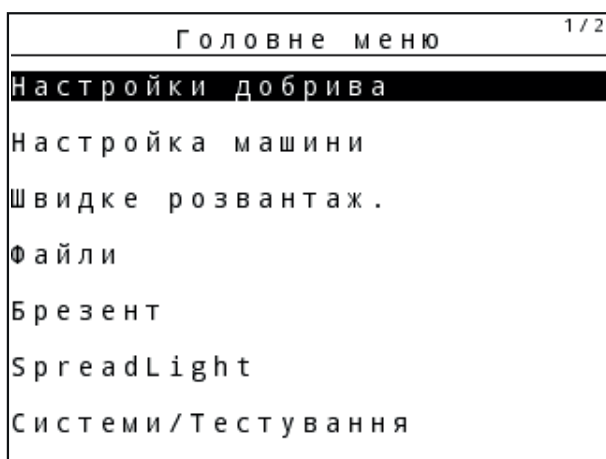 Головне меню 1/2
Настройки добрива
Настройка машини
Швидке розвантаж.
Файли
Брезент
SpreadLight
Системи/Тестування